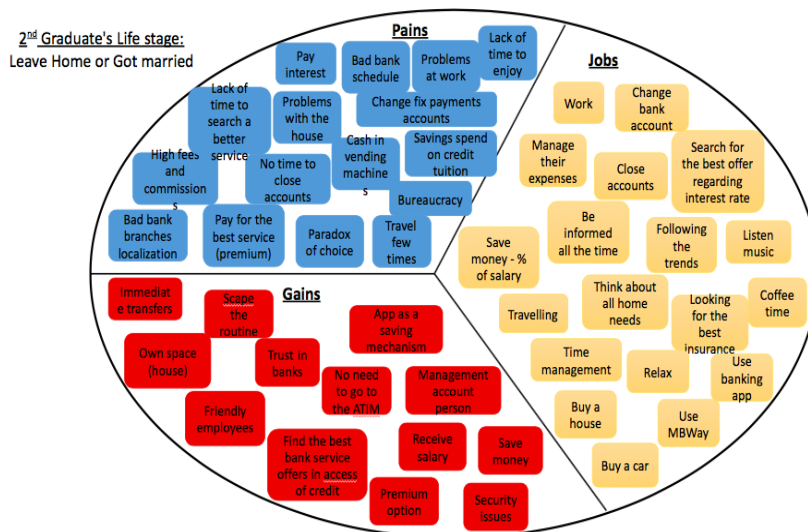 2nd Graduate's Life stage:
Leave Home or Got married
Pains
Pay
interest
Bad bank
schedule
Problems
at work
Lack of
time to
enjoy
Lack of
time to
search a
better
service
Problems
with the
house
Change fix payments
accounts
High fees
and
commission
s
No time to
close
accounts
Cash in
vending
machine
s
Savings spend
on credit
tuition
Bureaucracy
Bad bank
branches
localization
Pay for the
best service
(premium)
Paradox
of choice
Travel
few
times
Jobs
Work
Change
bank
account
Manage
their
expenses
Close
accounts
Search for
the best offer
regarding
interest rate
Save
money - %
of salary
Be
informed
all the time
Following
the
trends
Listen
music
Travelling
Think about
all home
needs
Looking
for the
best
insurance
Coffee
time
Time
management
Relax
Use
banking
app
Buy a
house
Use
MBWay
Buy a car
Gains
Immediat
e transfers
Scape
the
routine
App as a
saving
mechanism
Own space
(house)
Trust in
banks
No need
to go to
the ATIM
Management
account
person
Friendly
employees
Find the best
bank service
offers in access
of credit
Receive
salary
Save
money
Premium
option
Security
issues